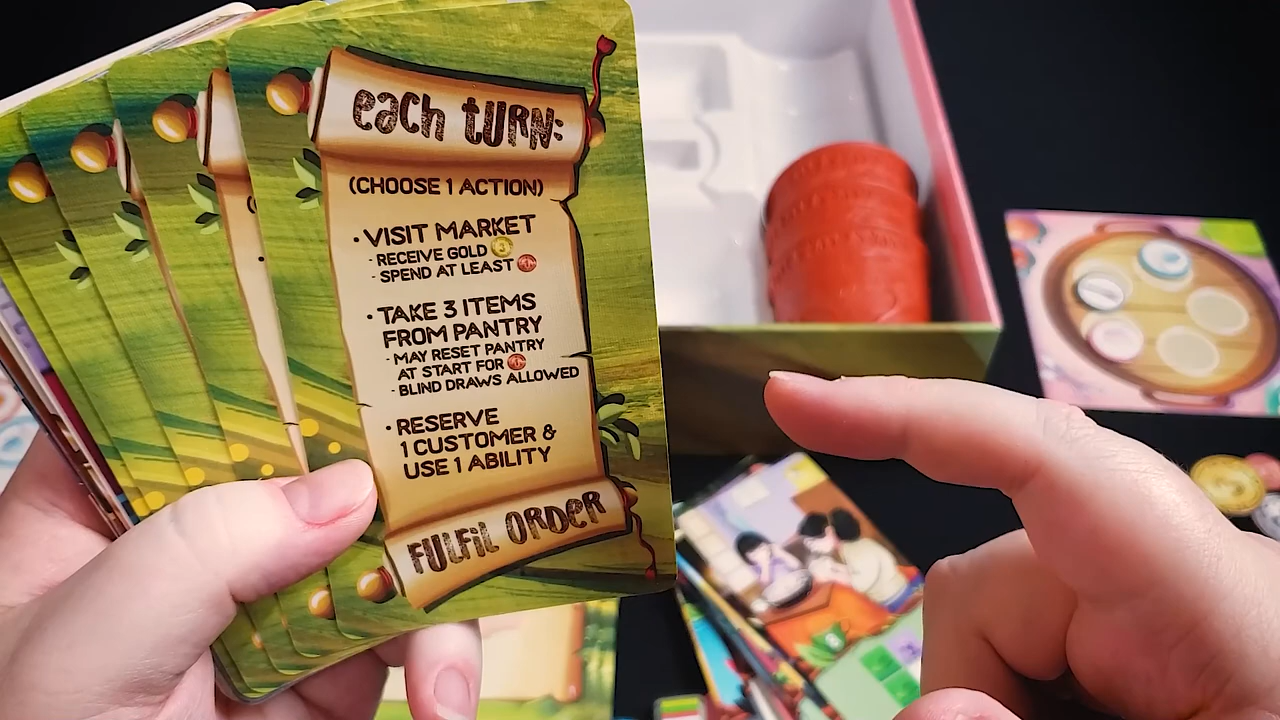 each tURN:
(CHOOSE 1 ACTION)
• VISIT MARKET
- RECEIVE GOLD 3
- SPEND AT LEAST
• TAKE 3 ITEMS
FROM PANTRY
- MAY RESET PANTRY
AT START FOR
- BLIND DRAWS ALLOWED
• RESERVE
1 CUSTOMER &
USE 1 ABILITY
FULFiL ORDER